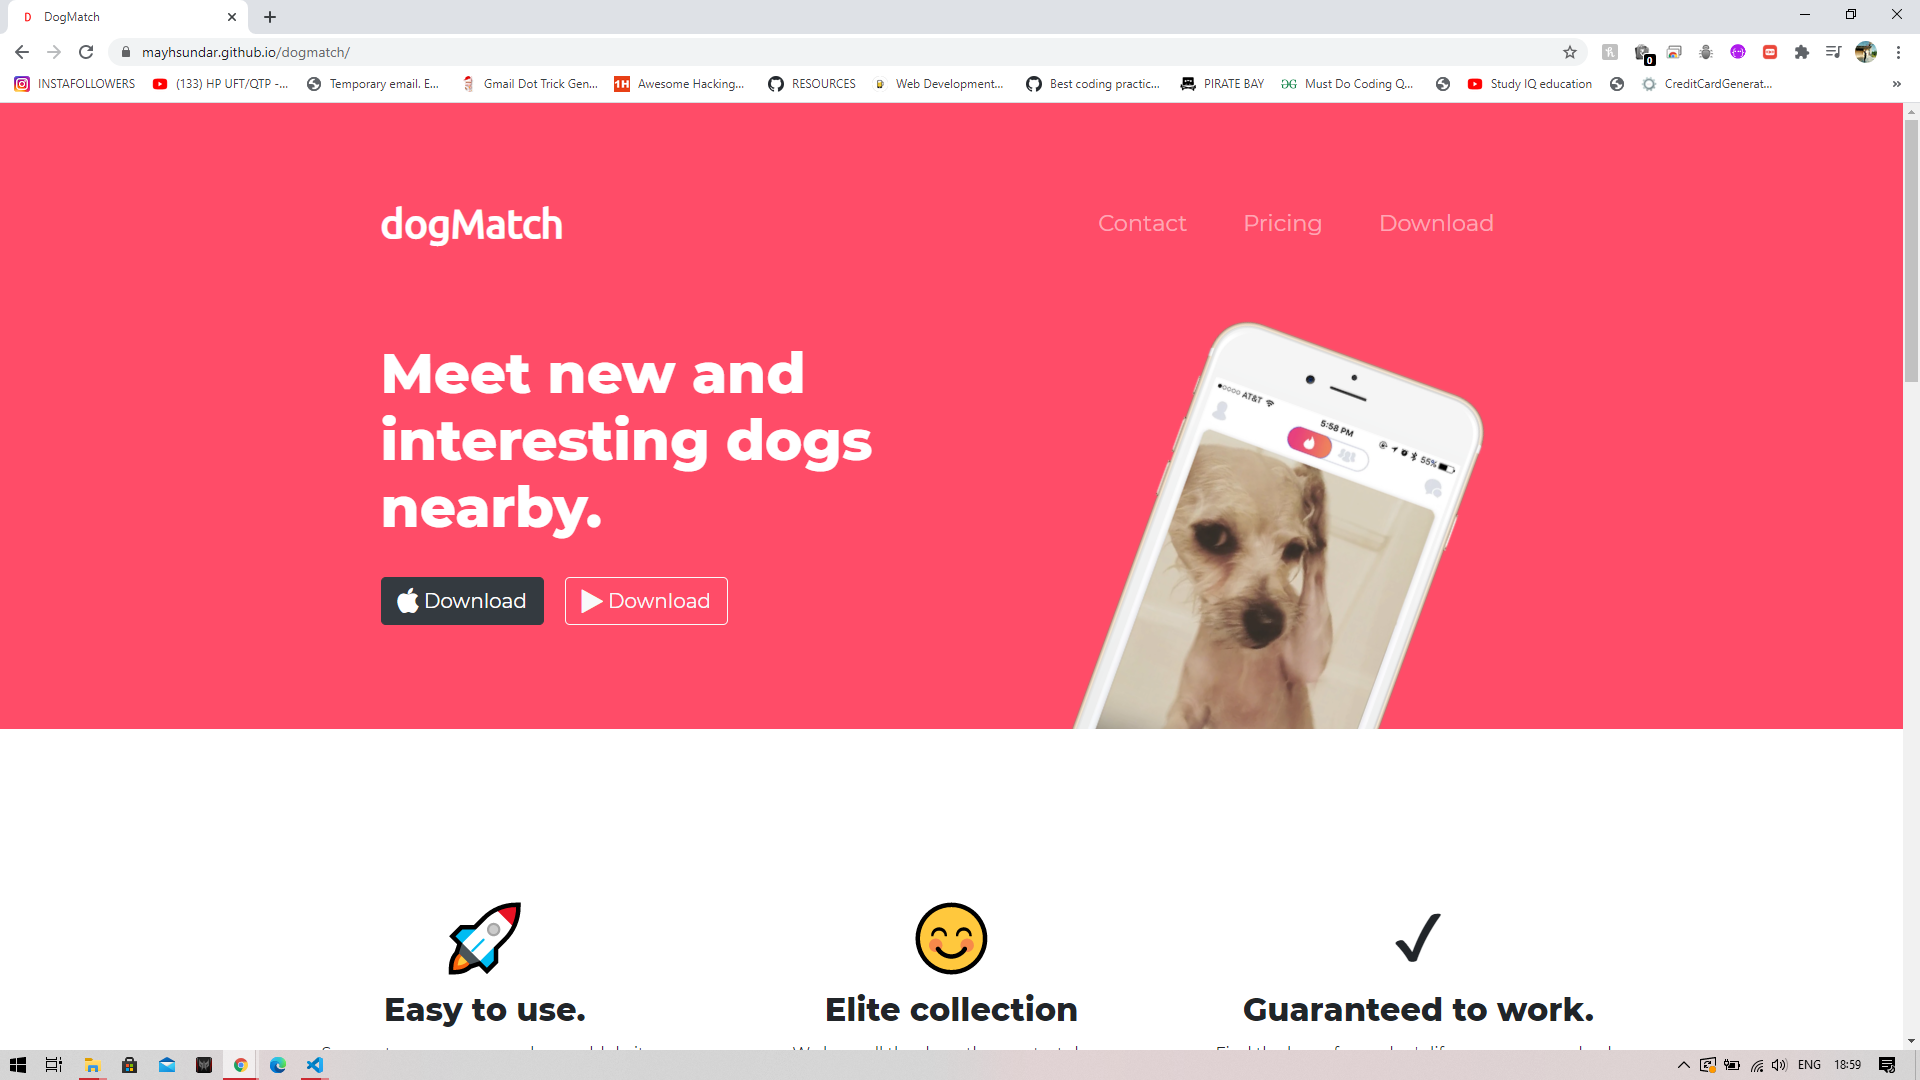 DogMatch
mayhsundar.github.io/dogmatch/
0
INSTAFOLLOWERS
(133) HP UFT/QTP -...
Temporary email. E...
Gmail Dot Trick Gen...
1H
Awesome Hacking...
RESOURCES
Web Development...
Best coding practic...
PIRATE BAY
Must Do Coding Q...
Study IQ education
CreditCardGenerat...
dogMatch
Contact
Pricing
Download
Meet new and
interesting dogs
nearby.
Download
Download
AT&T
5:58 PM
55%
Easy to use.
Elite collection
Guaranteed to work.
ENG
18:59